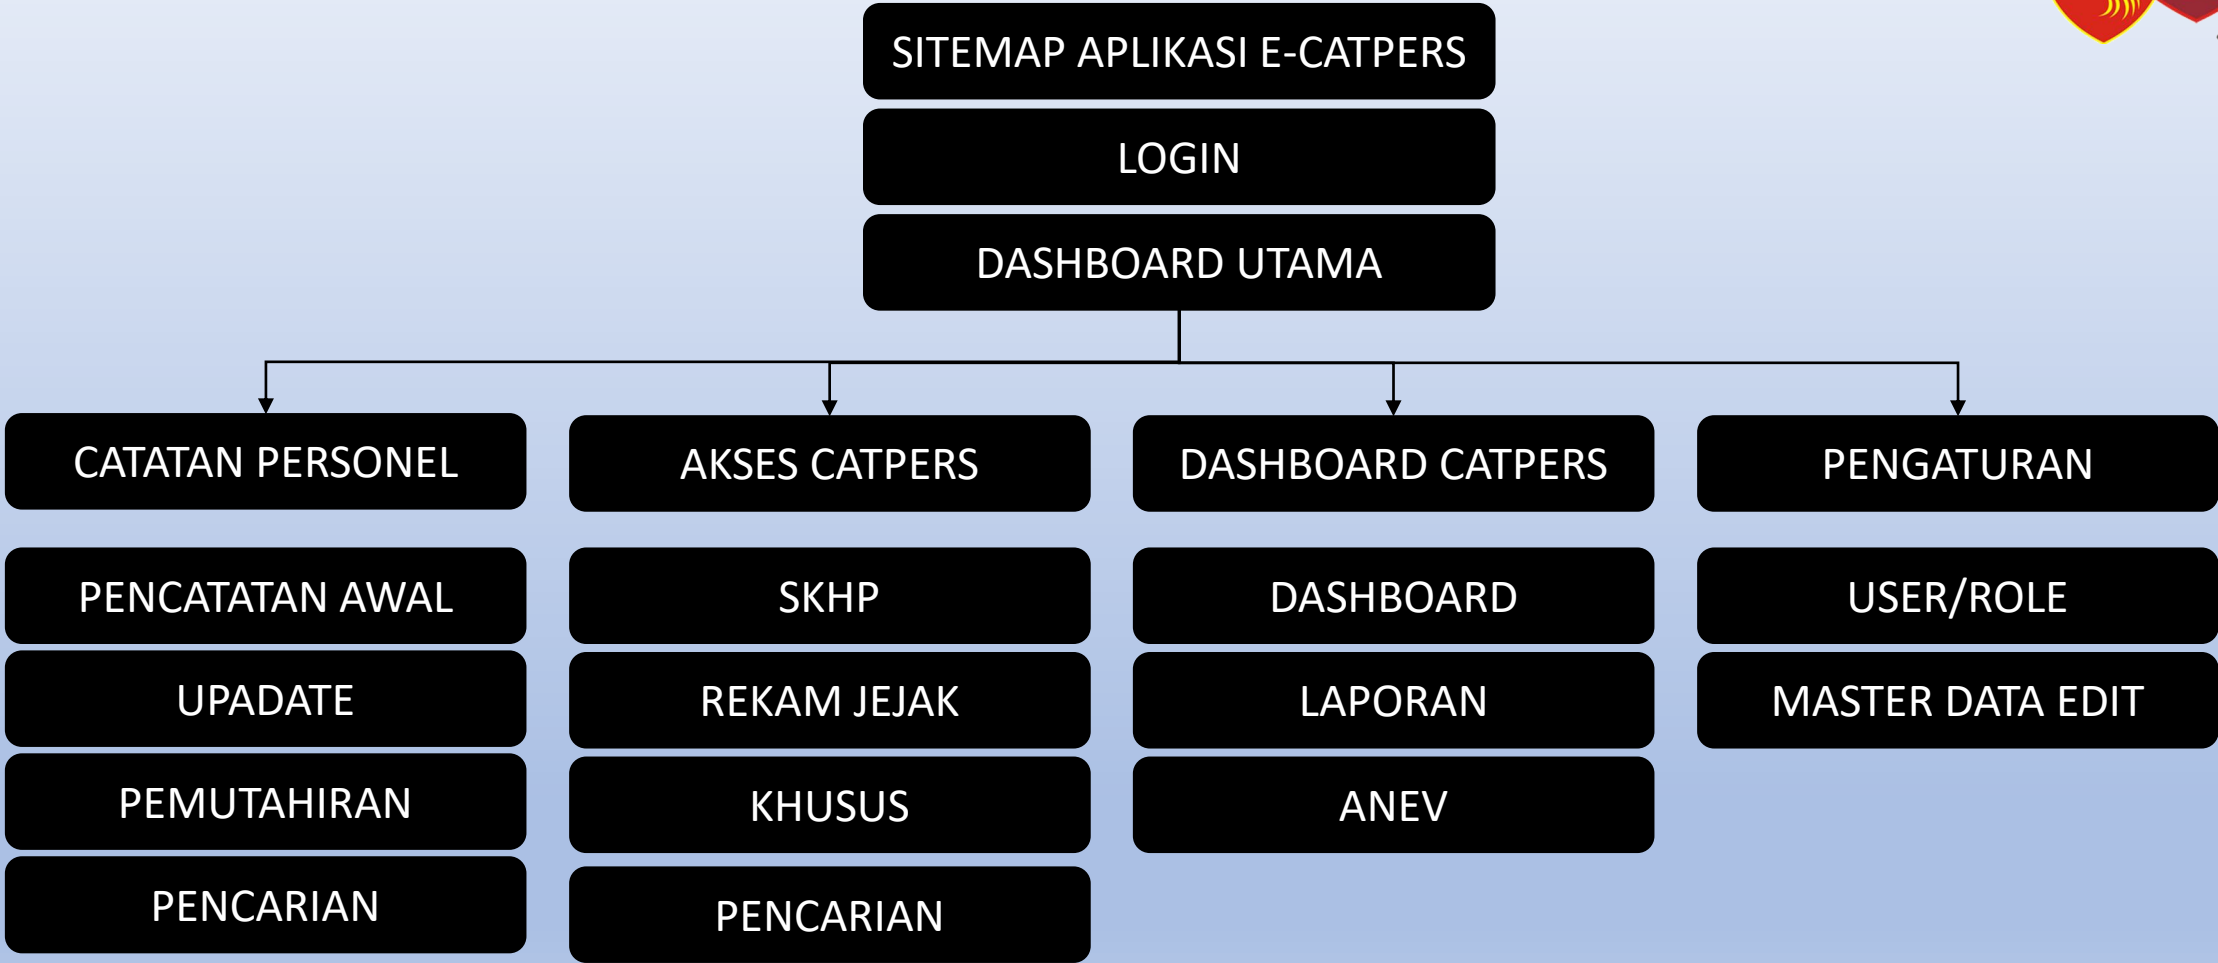 SITEMAP APLIKASI E-CATPERS
LOGIN
DASHBOARD UTAMA
CATATAN PERSONEL
PENCATATAN AWAL
UPADATE
PEMUTAHIRAN
PENCARIAN
AKSES CATPERS
SKHP
REKAM JEJAK
KHUSUS
PENCARIAN
DASHBOARD CATPERS
DASHBOARD
LAPORAN
ANEV
PENGATURAN
USER/ROLE
MASTER DATA EDIT